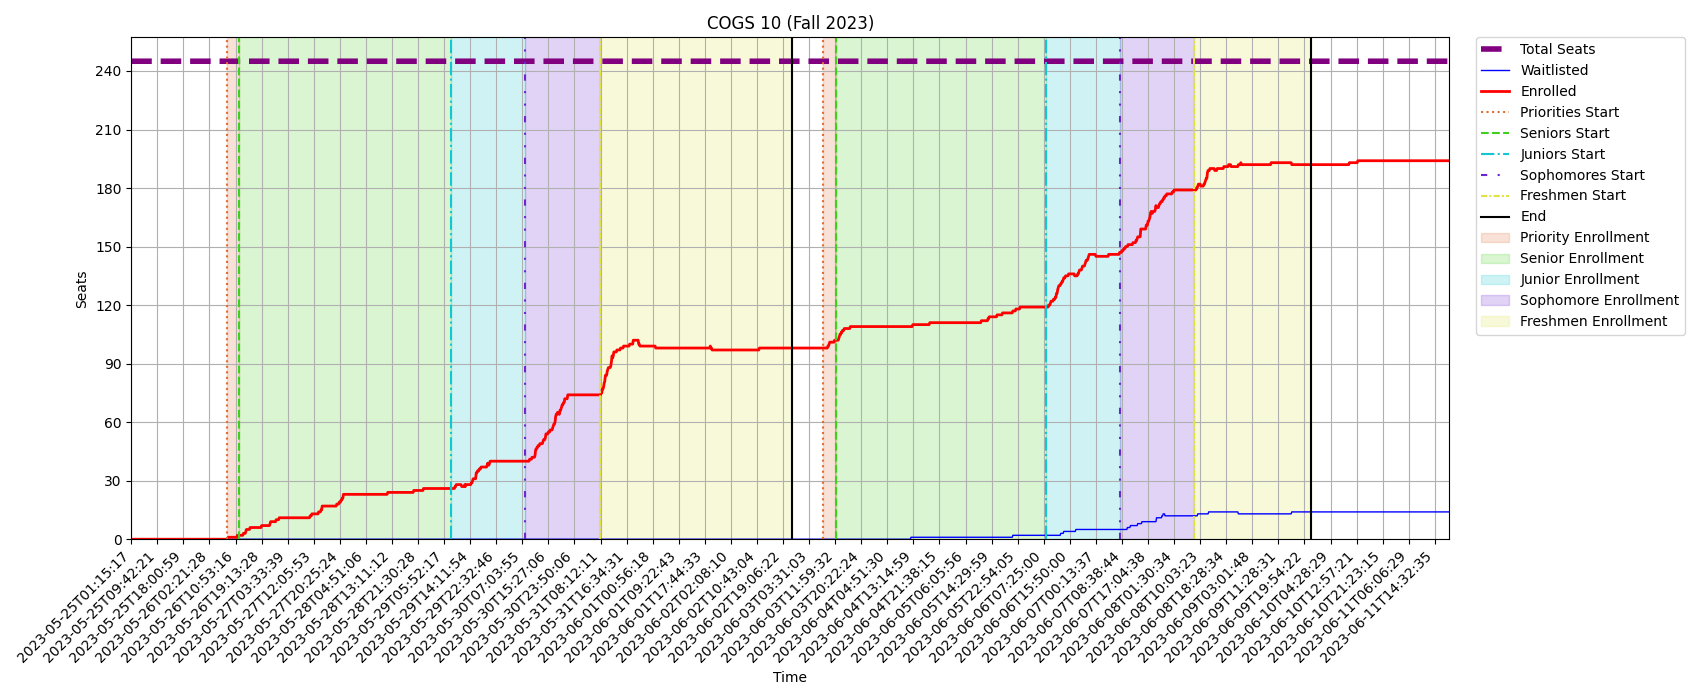 COGS 10 (Fall 2023)
Seats
240
210
180
150
120
90
60
30
0
2023-05-25T01:15:17
2023-05-25T09:42:21
2023-05-25T18:00:59
2023-05-26T02:21:28
2023-05-26T10:53:16
2023-05-26T19:13:28
2023-05-27T03:33:39
2023-05-27T12:05:53
2023-05-27T20:25:24
2023-05-28T04:51:06
2023-05-28T13:11:12
2023-05-28T21:30:28
2023-05-29T05:52:17
2023-05-29T14:11:54
2023-05-29T22:32:46
2023-05-30T07:03:55
2023-05-30T15:27:06
2023-05-30T23:50:06
2023-05-31T08:12:11
2023-05-31T16:34:31
2023-06-01T00:56:18
2023-06-01T09:22:43
2023-06-01T17:44:33
2023-06-02T02:08:10
2023-06-02T10:43:04
2023-06-02T19:06:22
2023-06-03T03:31:03
2023-06-03T11:59:32
2023-06-03T20:22:24
2023-06-04T04:51:30
2023-06-04T13:14:59
2023-06-04T21:38:15
2023-06-05T06:05:56
2023-06-05T14:29:59
2023-06-05T22:54:05
2023-06-06T07:25:00
2023-06-06T15:50:00
2023-06-07T00:13:37
2023-06-07T08:38:44
2023-06-07T17:04:38
2023-06-08T01:30:34
2023-06-08T10:03:23
2023-06-08T18:28:34
2023-06-09T03:01:48
2023-06-09T11:28:31
2023-06-09T19:54:22
2023-06-10T04:28:29
2023-06-10T12:57:21
2023-06-10T21:23:15
2023-06-11T06:06:29
2023-06-11T14:32:35
Time
Total Seats
Waitlisted
Enrolled
Priorities Start
Seniors Start
Juniors Start
Sophomores Start
Freshmen Start
End
Priority Enrollment
Senior Enrollment
Junior Enrollment
Sophomore Enrollment
Freshmen Enrollment